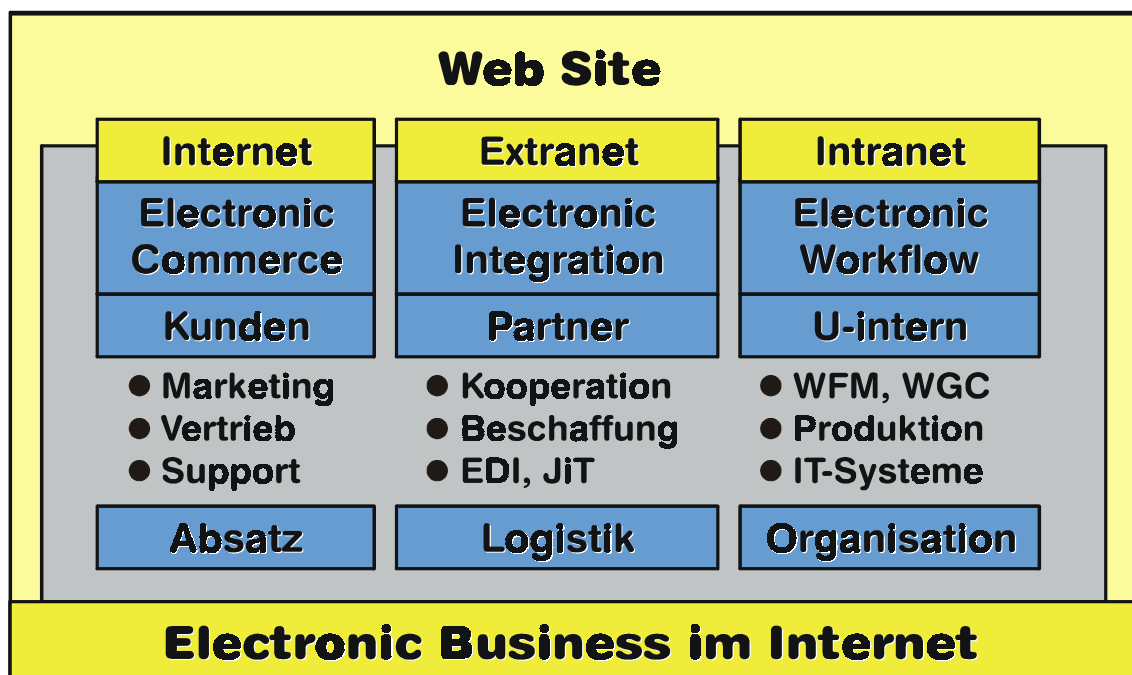 Web Site
Internet
Electronic
Commerce
Kunden
● Marketing
● Vertrieb
● Support
Absatz
Extranet
Electronic
Integration
Partner
● Kooperation
● Beschaffung
● EDI, JiT
Logistik
Intranet
Electronic
Workflow
U-intern
● WFM, WGC
● Produktion
● IT-Systeme
Organisation
Electronic Business im Internet